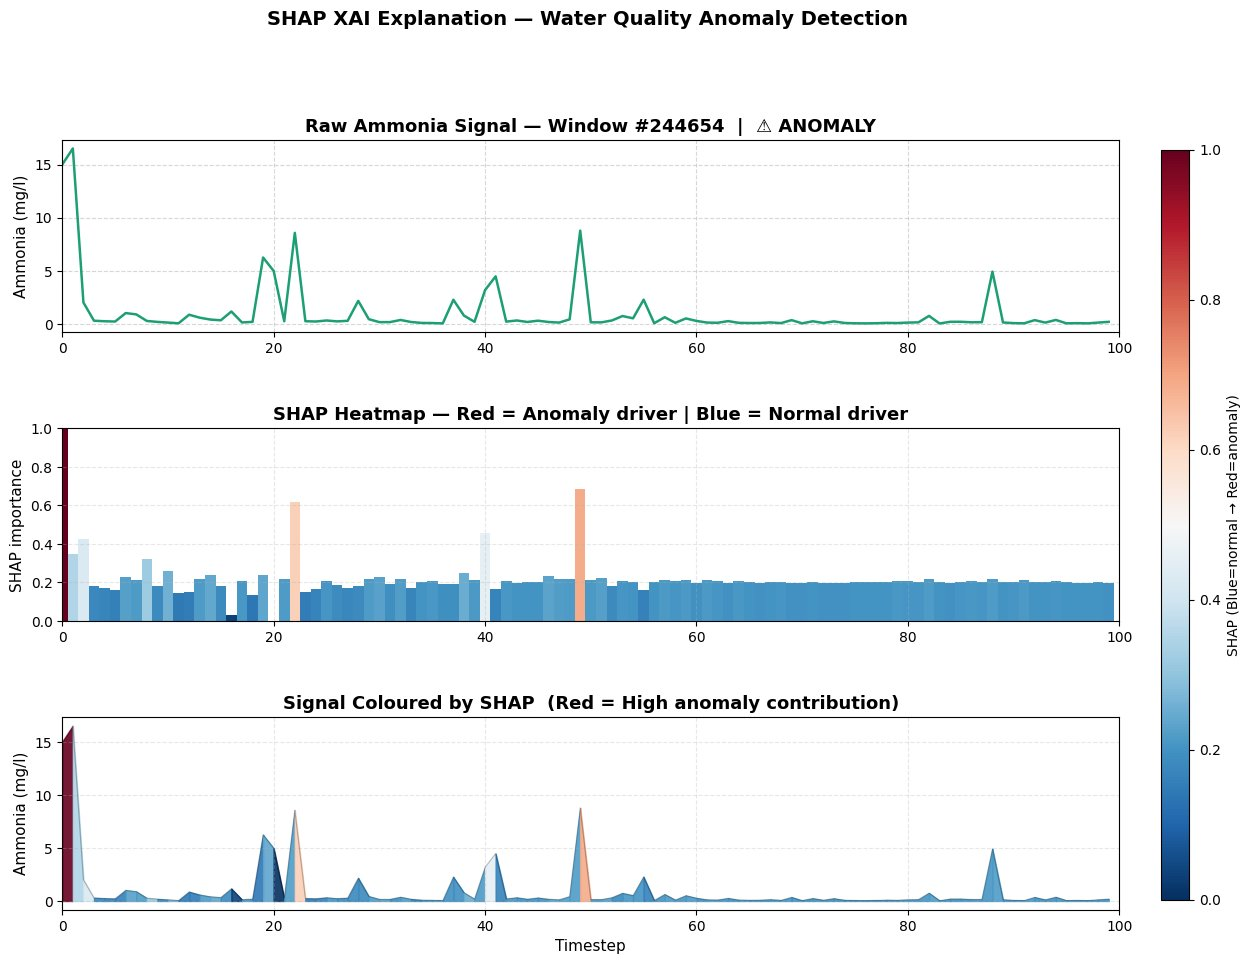 SHAP XAI Explanation — Water Quality Anomaly Detection
Raw Ammonia Signal — Window #244654  |  ⚠ ANOMALY
Ammonia (mg/l)
15
10
5
0
0 20 40 60 80 100
SHAP Heatmap — Red = Anomaly driver | Blue = Normal driver
SHAP importance
1.0
0.8
0.6
0.4
0.2
0.0
0 20 40 60 80 100
Signal Coloured by SHAP  (Red = High anomaly contribution)
Ammonia (mg/l)
15
10
5
0
0 20 40 60 80 100
Timestep
1.0
0.8
0.6
0.4
0.2
0.0
SHAP (Blue=normal → Red=anomaly)